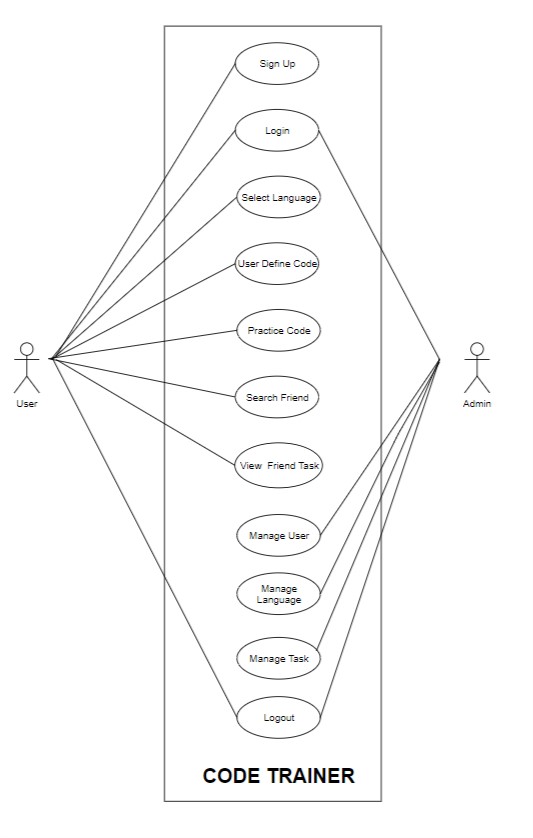 Sign Up
Login
Select Language
User Define Code
Practice Code
User
Admin
Search Friend
View Friend Task
Manage User
Manage
Language
Manage Task
Logout
CODE TRAINER